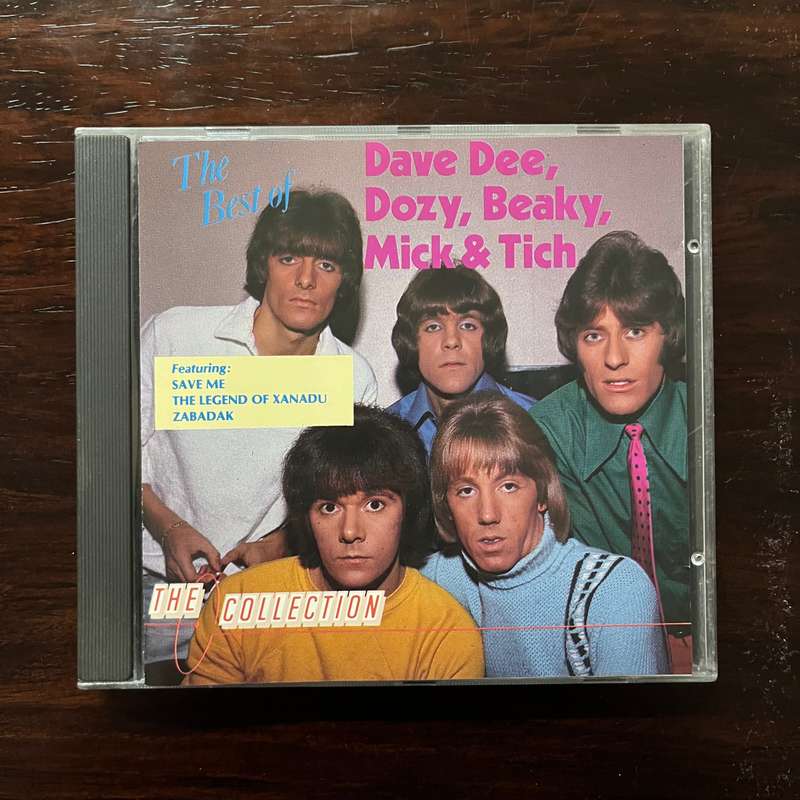 The
Best of
Dave Dee,
Dozy, Beaky,
Mick & Tich
Featuring:
SAVE ME
THE LEGEND OF XANADU
ZABADAK
THE COLLECTION